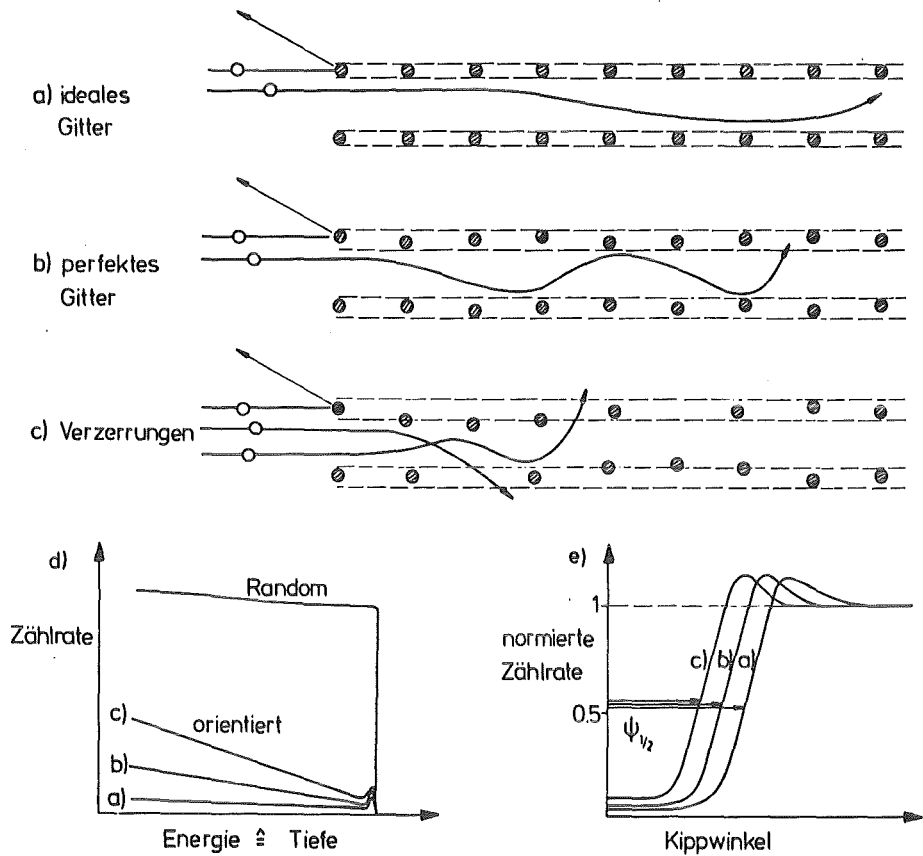 a) ideales
Gitter
b) perfektes
Gitter
c) Verzerrungen
d)
Zählrate
Random
orientiert
c)
b)
a)
Energie ≙ Tiefe
e)
1
normierte
Zählrate
c) b) a)
0.5
ψ1/2
Kippwinkel